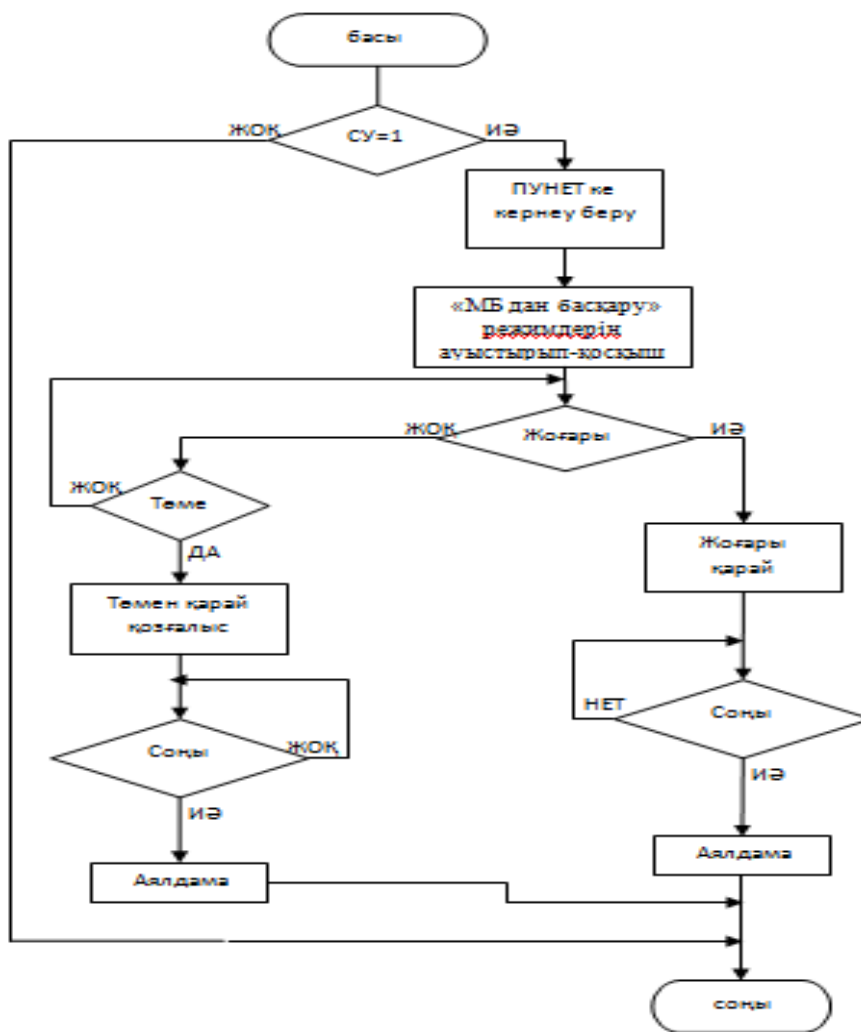 басы
ЖОҚ
СУ=1
ИӘ
ПУНЕТ ке
кернеу беру
«МБ дан басқару»
режимдерін
ауыстырып-қосқыш
ЖОҚ
Жоғары
ИӘ
ЖОҚ
Төме
ДА
Жоғары
қарай
Төмен қарай
қозғалыс
НЕТ
Соңы
Соңы
ЖОҚ
ИӘ
ИӘ
Аялдама
Аялдама
соңы